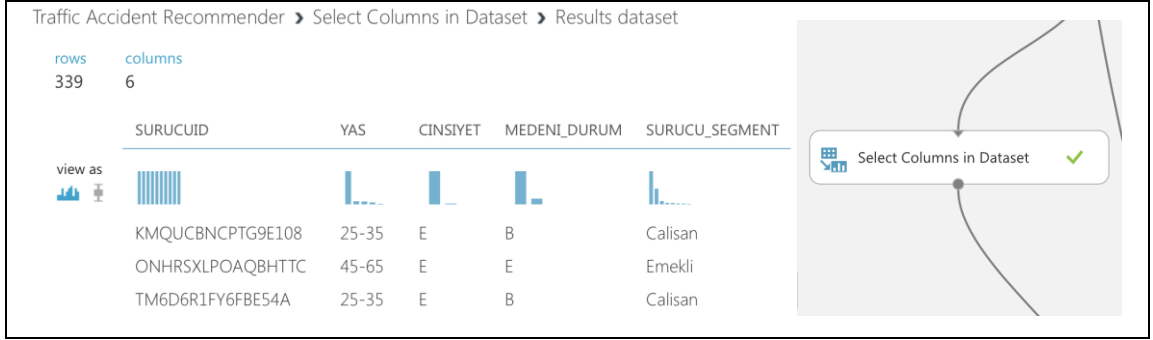 Traffic Accident Recommender ❯ Select Columns in Dataset ❯ Results dataset
rows columns
339 6
SURUCUID YAS CINSIYET MEDENI_DURUM SURUCU_SEGMENT
view as
KMQUCBNCPTG9E108 25-35 E B Calisan
ONHRSXLPOAQBHTTC 45-65 E E Emekli
TM6D6R1FY6FBE54A 25-35 E B Calisan
Select Columns in Dataset